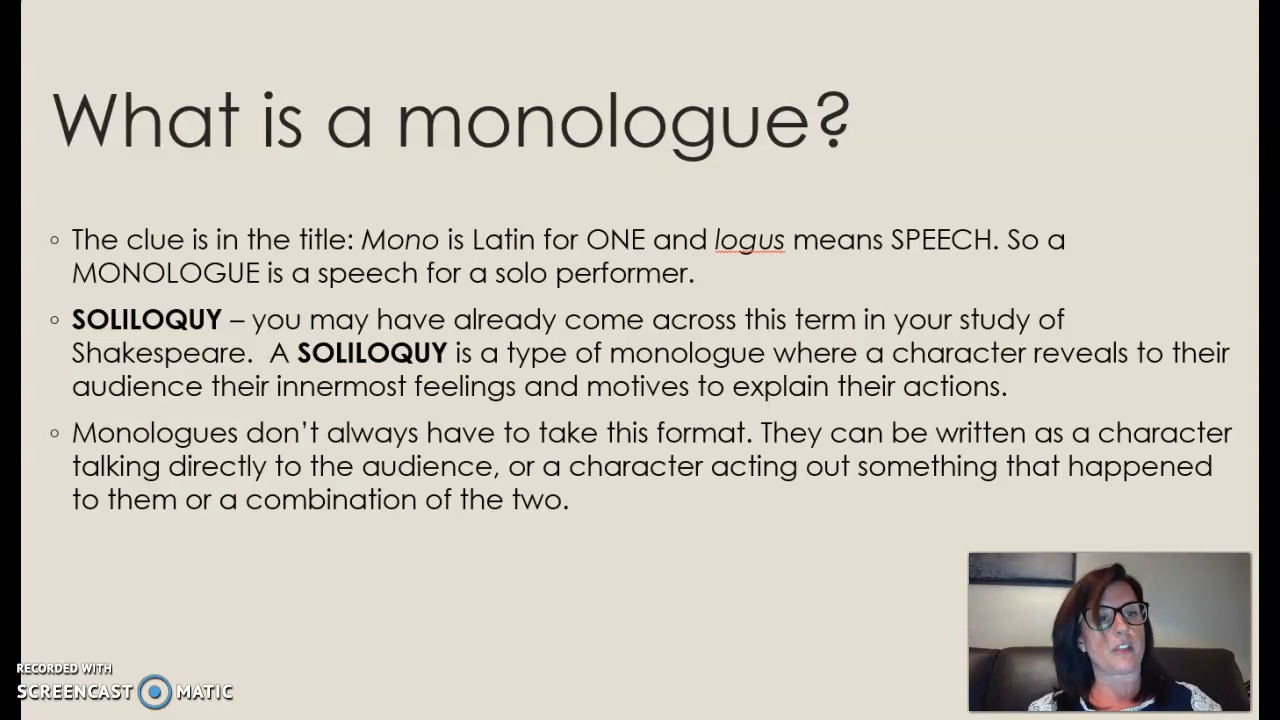 What is a monologue?
◦ The clue is in the title: Mono is Latin for ONE and logus means SPEECH. So a
MONOLOGUE is a speech for a solo performer.
◦ SOLILOQUY – you may have already come across this term in your study of
Shakespeare.  A SOLILOQUY is a type of monologue where a character reveals to their
audience their innermost feelings and motives to explain their actions.
◦ Monologues don’t always have to take this format. They can be written as a character
talking directly to the audience, or a character acting out something that happened
to them or a combination of the two.
RECORDED WITH
SCREENCAST MATIC